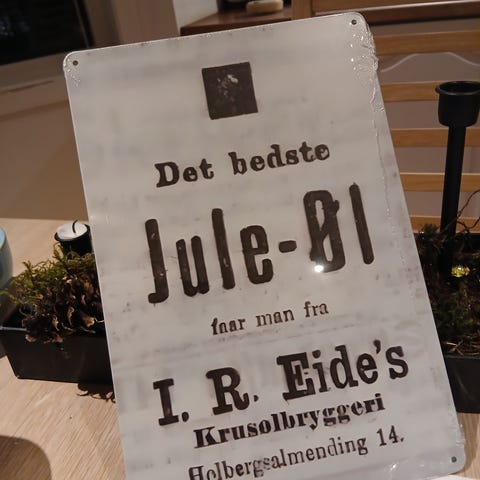 Det bedste
Jule-Øl
faar man fra
I. R. Eide's
Krusølbryggeri
Holbergsalmending 14.